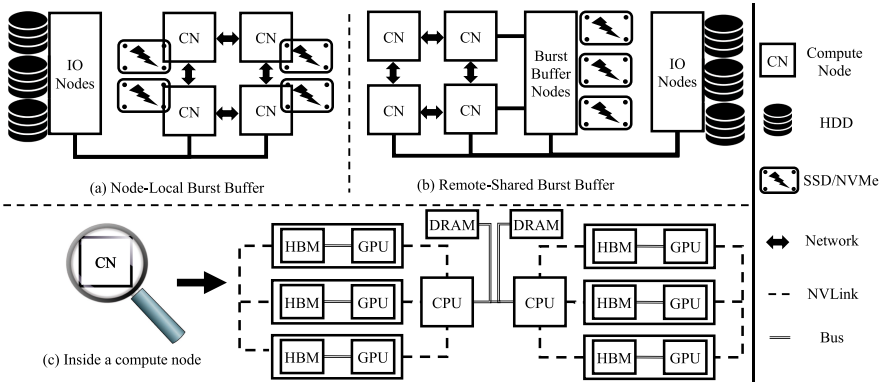 IO
Nodes
CN
CN
CN
CN
(a) Node-Local Burst Buffer
CN
CN
CN
CN
Burst
Buffer
Nodes
IO
Nodes
(b) Remote-Shared Burst Buffer
CN
Compute
Node
HDD
SSD/NVMe
Network
NVLink
Bus
CN
(c) Inside a compute node
HBM
GPU
HBM
GPU
HBM
GPU
DRAM
DRAM
CPU
CPU
HBM
GPU
HBM
GPU
HBM
GPU